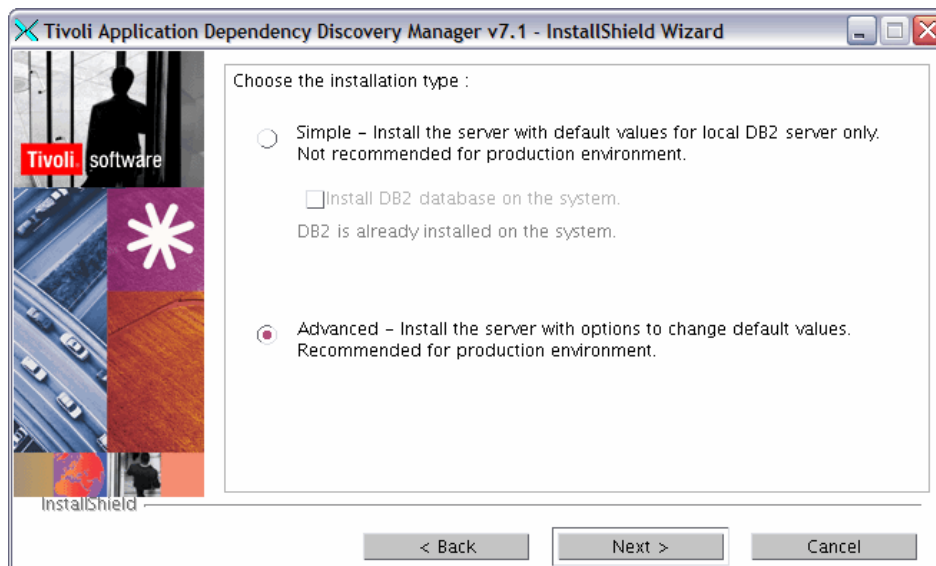 Tivoli Application Dependency Discovery Manager v7.1 - InstallShield Wizard
Tivoli. software
Choose the installation type :
Simple – Install the server with default values for local DB2 server only.
Not recommended for production environment.
Install DB2 database on the system.
DB2 is already installed on the system.
Advanced – Install the server with options to change default values.
Recommended for production environment.
InstallShield
< Back
Next >
Cancel